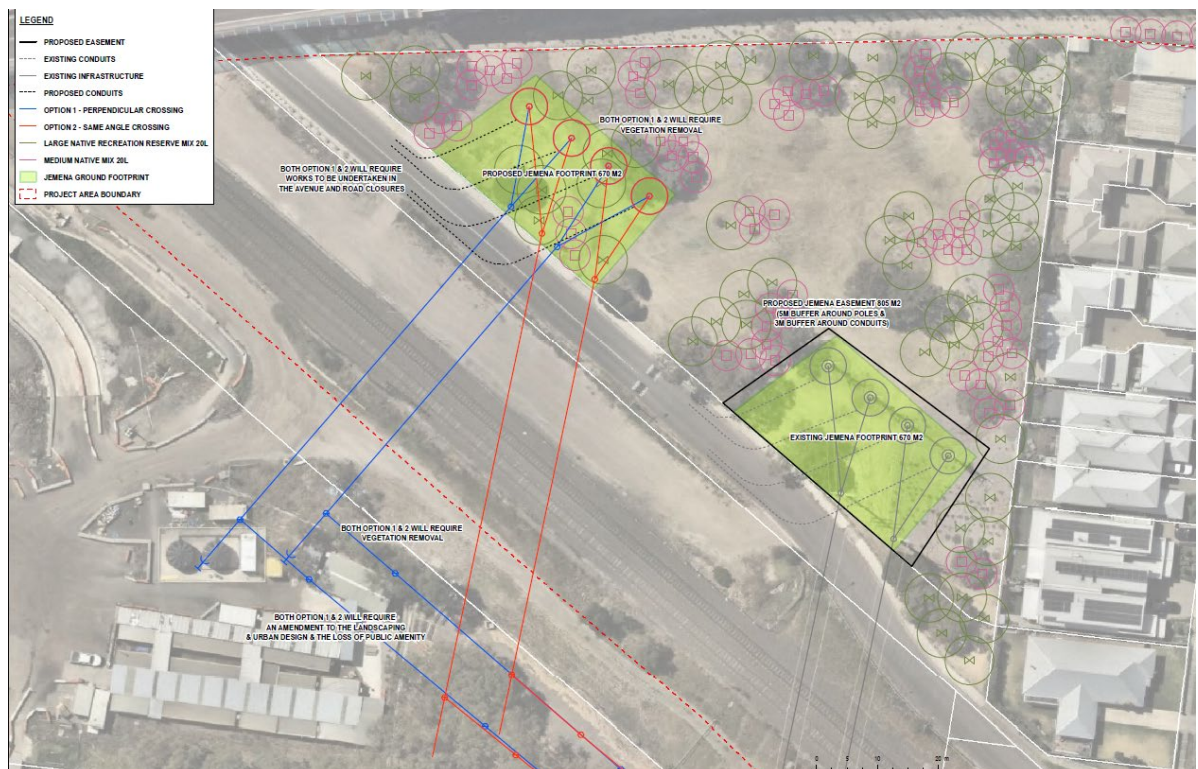 LEGEND
PROPOSED EASEMENT
EXISTING CONDUITS
EXISTING INFRASTRUCTURE
PROPOSED CONDUITS
OPTION 1 - PERPENDICULAR CROSSING
OPTION 2 - SAME ANGLE CROSSING
LARGE NATIVE RECREATION RESERVE MIX 20L
MEDIUM NATIVE MIX 20L
JEMENA GROUND FOOTPRINT
PROJECT AREA BOUNDARY
BOTH OPTION 1 & 2 WILL REQUIRE
VEGETATION REMOVAL
BOTH OPTION 1 & 2 WILL REQUIRE
WORKS TO BE UNDERTAKEN IN
THE AVENUE AND ROAD CLOSURES
PROPOSED JEMENA FOOTPRINT 670 M2
PROPOSED JEMENA EASEMENT 805 M2
(5M BUFFER AROUND POLES &
3M BUFFER AROUND CONDUITS)
EXISTING JEMENA FOOTPRINT 670 M2
BOTH OPTION 1 & 2 WILL REQUIRE
VEGETATION REMOVAL
BOTH OPTION 1 & 2 WILL REQUIRE
AN AMENDMENT TO THE LANDSCAPING
& URBAN DESIGN & THE LOSS OF PUBLIC AMENITY
0 5 10 20 m